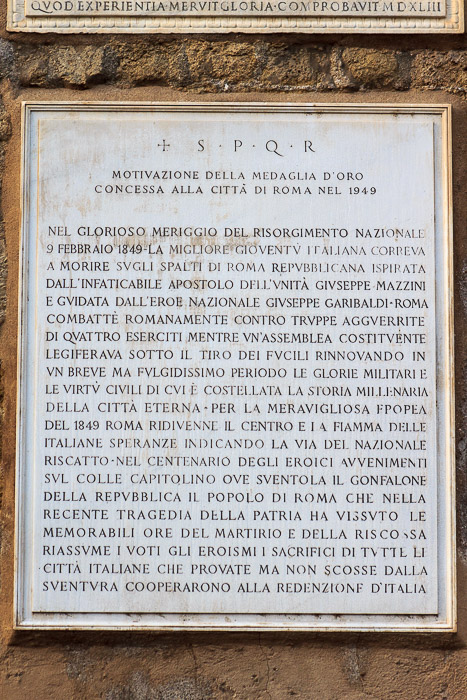 QVOD EXPERIENTIA MERVIT GLORIA COMPROBAVIT M D XLIII
+ S · P · Q · R
MOTIVAZIONE DELLA MEDAGLIA D'ORO
CONCESSA ALLA CITTÀ DI ROMA NEL 1949
NEL GLORIOSO MERIGGIO DEL RISORGIMENTO NAZIONALE
9 FEBBRAIO 1849·LA MIGLIORE GIOVENTV ITALIANA CORREVA
A MORIRE SVGLI SPALTI DI ROMA REPVBBLICANA ISPIRATA
DALL'INFATICABILE APOSTOLO DELL'VNITÀ GIVSEPPE MAZZINI
E GVIDATA DALL'EROE NAZIONALE GIVSEPPE GARIBALDI·ROMA
COMBATTÈ ROMANAMENTE CONTRO TRVPPE AGGVERRITE
DI QVATTRO ESERCITI MENTRE VN'ASSEMBLEA COSTITVENTE
LEGIFERAVA SOTTO IL TIRO DEI FVCILI RINNOVANDO IN
VN BREVE MA FVLGIDISSIMO PERIODO LE GLORIE MILITARI E
LE VIRTV CIVILI DI CVI È COSTELLATA LA STORIA MILLENARIA
DELLA CITTÀ ETERNA·PER LA MERAVIGLIOSA EPOPEA
DEL 1849 ROMA RIDIVENNE IL CENTRO E LA FIAMMA DELLE
ITALIANE SPERANZE INDICANDO LA VIA DEL NAZIONALE
RISCATTO·NEL CENTENARIO DEGLI EROICI AVVENIMENTI
SVL COLLE CAPITOLINO OVE SVENTOLA IL GONFALONE
DELLA REPVBBLICA IL POPOLO DI ROMA CHE NELLA
RECENTE TRAGEDIA DELLA PATRIA HA VISSVTO LE
MEMORABILI ORE DEL MARTIRIO E DELLA RISCOSSA
RIASSVME I VOTI GLI EROISMI I SACRIFICI DI TVTTE LE
CITTÀ ITALIANE CHE PROVATE MA NON SCOSSE DALLA
SVENTVRA COOPERARONO ALLA REDENZIONE D'ITALIA